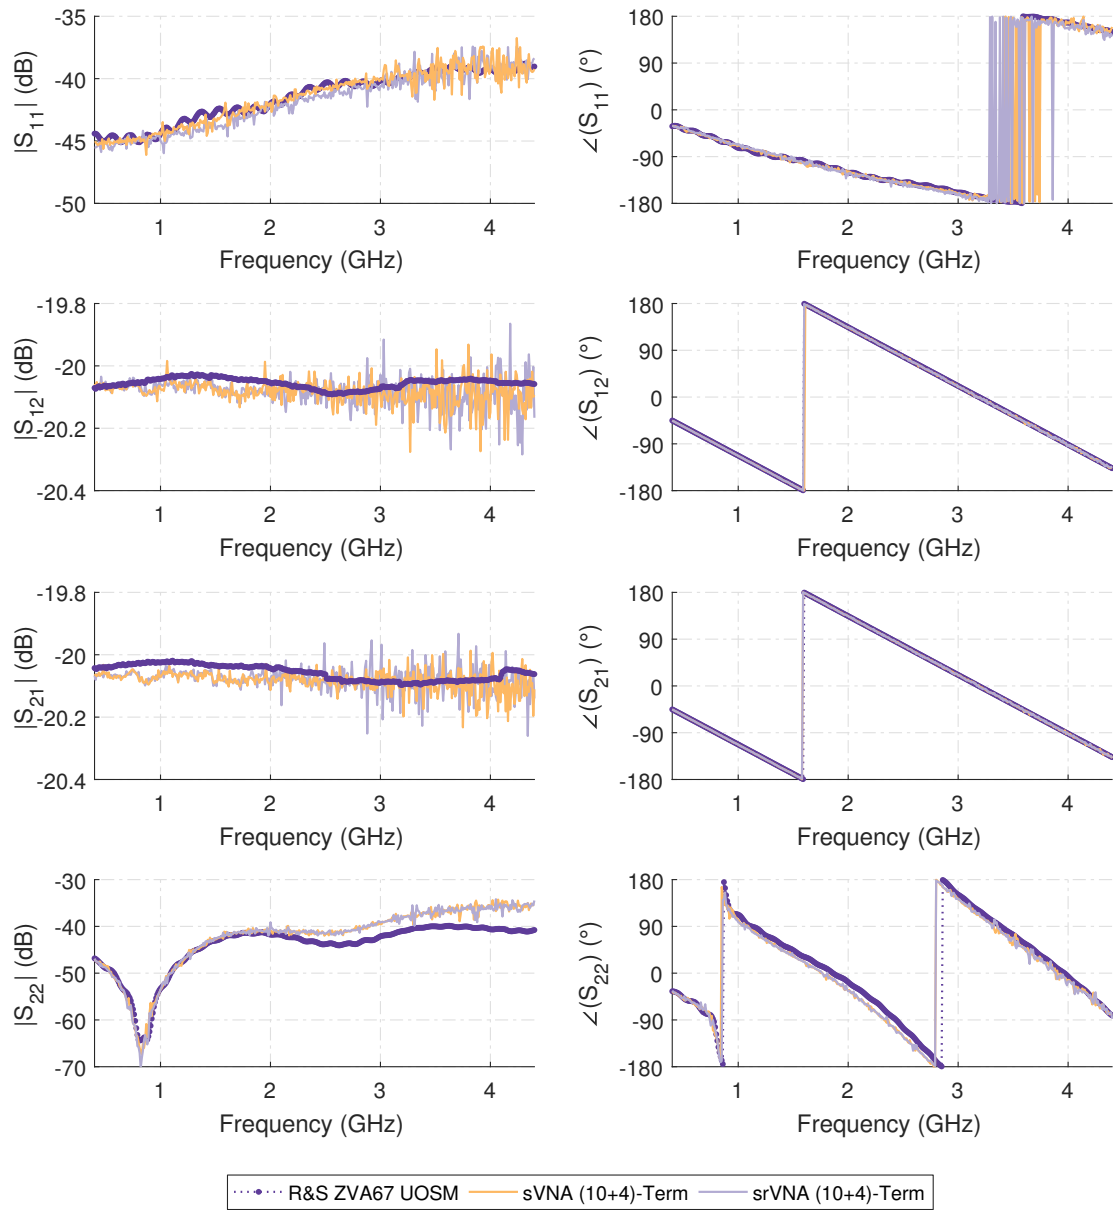 -35
-40
-45
-50
|S11| (dB)
1 2 3 4
Frequency (GHz)
180
90
0
-90
-180
∠(S11) (°)
1 2 3 4
Frequency (GHz)
-19.8
-20
-20.2
-20.4
|S12| (dB)
1 2 3 4
Frequency (GHz)
180
90
0
-90
-180
∠(S12) (°)
1 2 3 4
Frequency (GHz)
-19.8
-20
-20.2
-20.4
|S21| (dB)
1 2 3 4
Frequency (GHz)
180
90
0
-90
-180
∠(S21) (°)
1 2 3 4
Frequency (GHz)
-30
-40
-50
-60
-70
|S22| (dB)
1 2 3 4
Frequency (GHz)
180
90
0
-90
-180
∠(S22) (°)
1 2 3 4
Frequency (GHz)
R&S ZVA67 UOSM sVNA (10+4)-Term srVNA (10+4)-Term